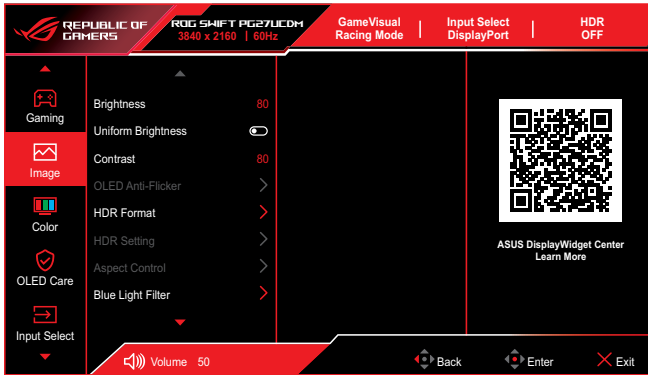 REPUBLIC OF
GAMERS
ROG SWIFT PG27UCDM
3840 x 2160 | 60Hz
GameVisual
Racing Mode
Input Select
DisplayPort
HDR
OFF
Gaming
Image
Color
OLED Care
Input Select
Brightness 80
Uniform Brightness
Contrast 80
OLED Anti-Flicker
HDR Format
HDR Setting
Aspect Control
Blue Light Filter
ASUS DisplayWidget Center
Learn More
Volume 50
Back
Enter
Exit